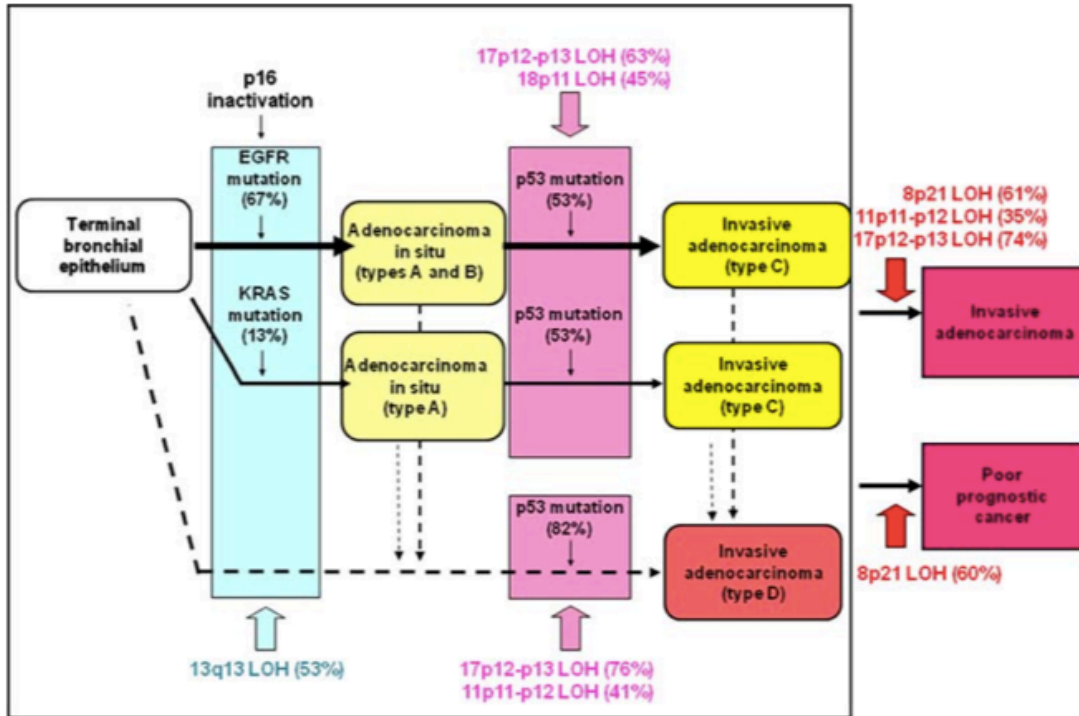 17p12-p13 LOH (63%)
18p11 LOH (45%)
p16
inactivation
EGFR
mutation
(67%)
p53 mutation
(53%)
Terminal
bronchial
epithelium
Adenocarcinoma
in situ
(types A and B)
Invasive
adenocarcinoma
(type C)
8p21 LOH (61%)
11p11-p12 LOH (35%)
17p12-p13 LOH (74%)
Invasive
adenocarcinoma
KRAS
mutation
(13%)
Adenocarcinoma
in situ
(type A)
p53 mutation
(53%)
Invasive
adenocarcinoma
(type C)
Poor
prognostic
cancer
p53 mutation
(82%)
Invasive
adenocarcinoma
(type D)
8p21 LOH (60%)
13q13 LOH (53%)
17p12-p13 LOH (76%)
11p11-p12 LOH (41%)